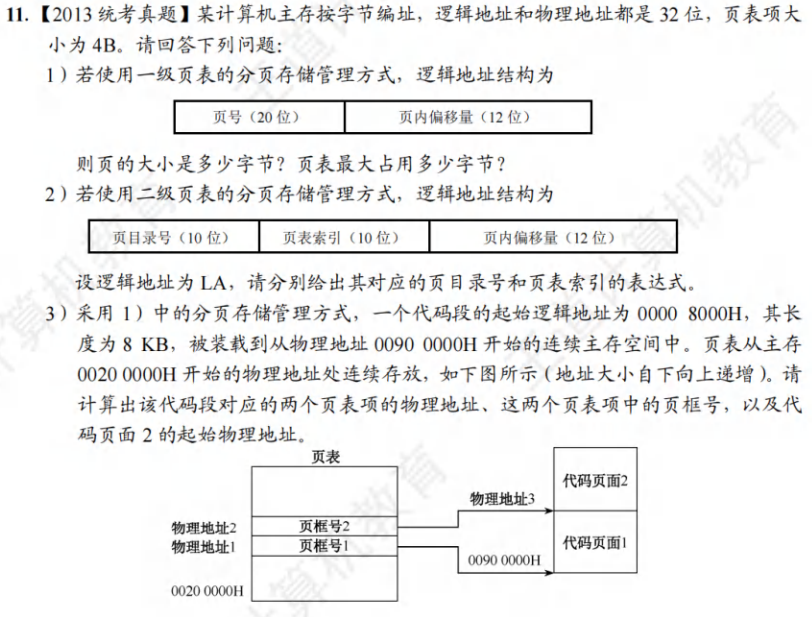 11.【2013 统考真题】某计算机主存按字节编址，逻辑地址和物理地址都是 32 位，页表项大
小为 4B。请回答下列问题：
1）若使用一级页表的分页存储管理方式，逻辑地址结构为
页号（20 位） 页内偏移量（12 位）
则页的大小是多少字节？页表最大占用多少字节？
2）若使用二级页表的分页存储管理方式，逻辑地址结构为
页目录号（10 位） 页表索引（10 位） 页内偏移量（12 位）
设逻辑地址为 LA，请分别给出其对应的页目录号和页表索引的表达式。
3）采用 1）中的分页存储管理方式，一个代码段的起始逻辑地址为 0000 8000H，其长
度为 8 KB，被装载到从物理地址 0090 0000H 开始的连续主存空间中。页表从主存
0020 0000H 开始的物理地址处连续存放，如下图所示（地址大小自下向上递增）。请
计算出该代码段对应的两个页表项的物理地址、这两个页表项中的页框号，以及代
码页面 2 的起始物理地址。
页表
代码页面2
物理地址3
物理地址2 页框号2
物理地址1 页框号1 代码页面1
0090 0000H
0020 0000H
王道计算机教育